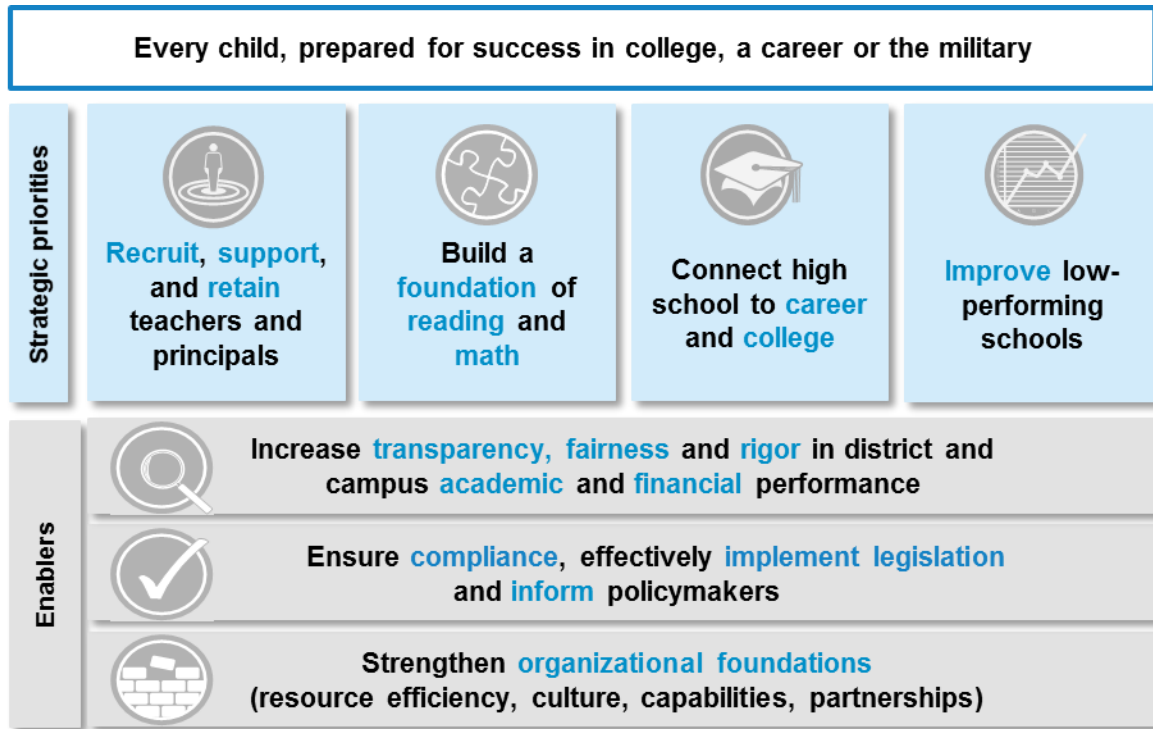 Every child, prepared for success in college, a career or the military
Strategic priorities
Recruit, support,
and retain
teachers and
principals
Build a
foundation of
reading and
math
Connect high
school to career
and college
Improve low-
performing
schools
Enablers
Increase transparency, fairness and rigor in district and
campus academic and financial performance
Ensure compliance, effectively implement legislation
and inform policymakers
Strengthen organizational foundations
(resource efficiency, culture, capabilities, partnerships)